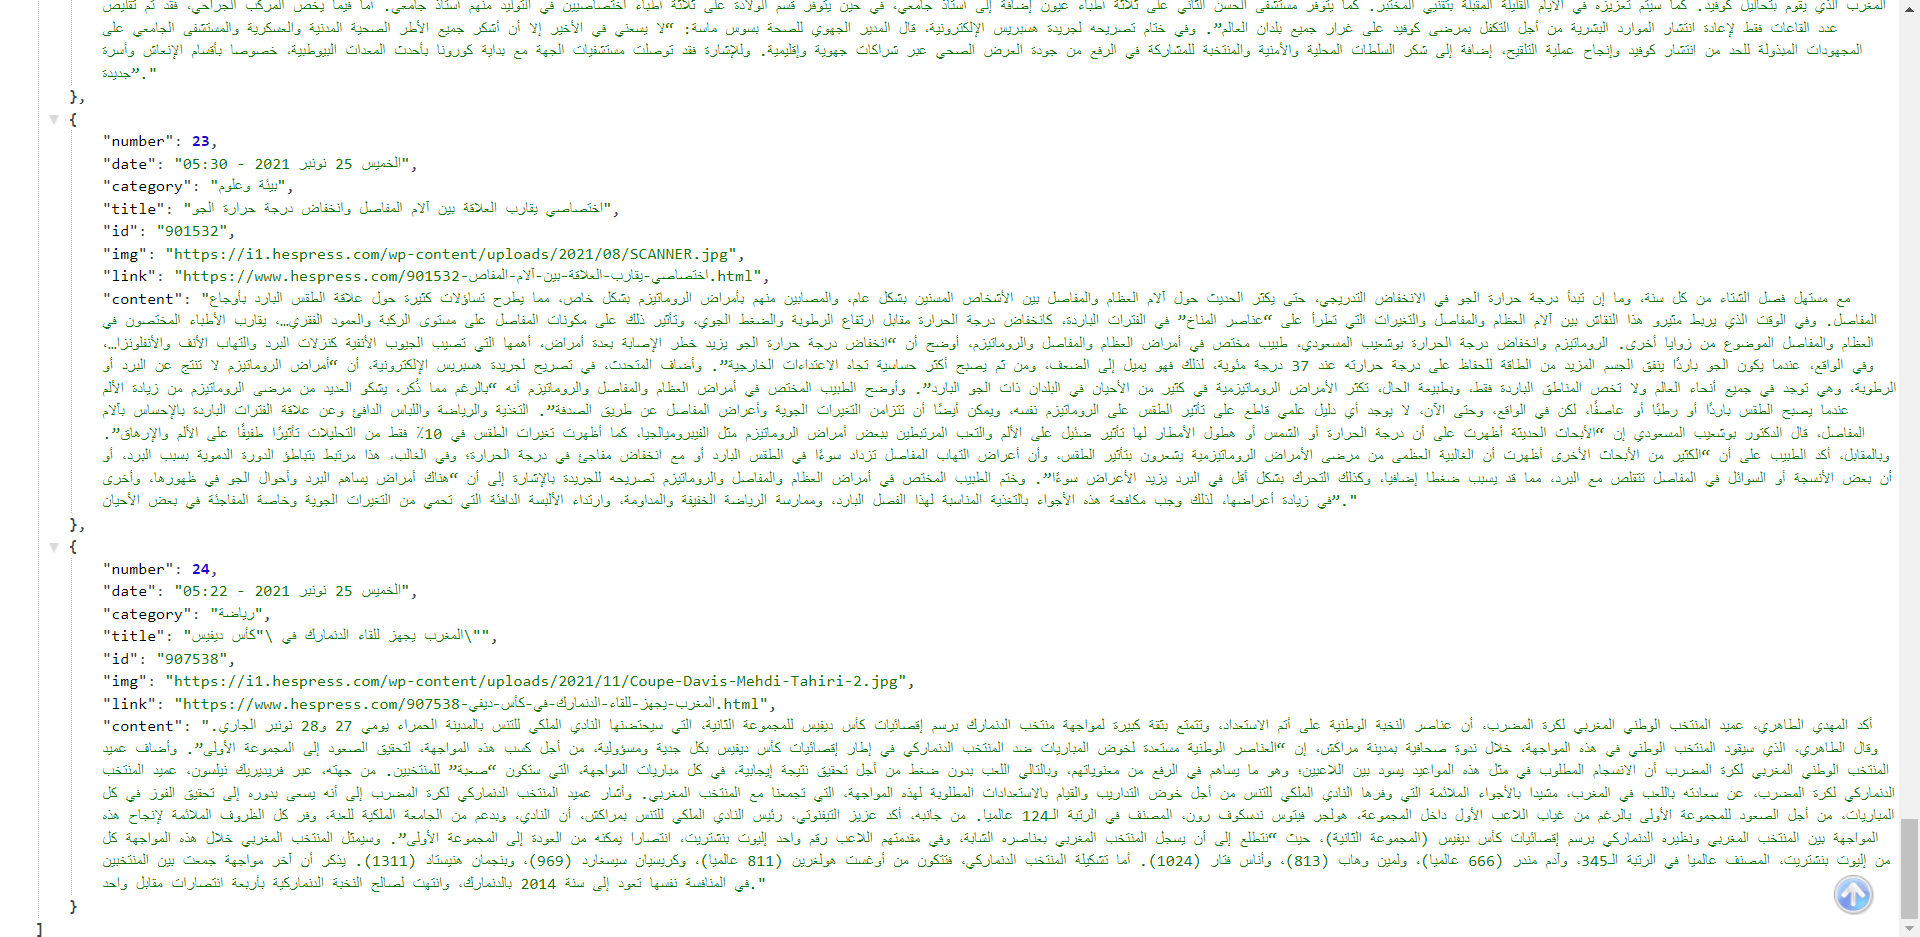 المغرب الذي يقوم بتحاليل كوفيد. كما سيتم تعزيزه في الأيام القليلة المقبلة بتقنيي المختبر. كما يتوفر مستشفى الحسن الثاني على ثلاثة أطباء عيون إضافة إلى أستاذ جامعي، في حين يتوفر قسم الولادة على ثلاثة أطباء اختصاصيين في التوليد منهم أستاذ جامعي. أما فيما يخص المركب الجراحي، فقد تم تقليص
عدد القاعات فقط لإعادة انتشار الموارد البشرية من أجل التكفل بمرضى كوفيد على غرار جميع بلدان العالم”. وفي ختام تصريحه لجريدة هسبريس الإلكترونية، قال المدير الجهوي للصحة بسوس ماسة: “لا يسعني في الأخير إلا أن أشكر جميع الأطر الصحية المدنية والعسكرية والمستشفى الجامعي على
المجهودات المبذولة للحد من انتشار كوفيد وإنجاح عملية التلقيح، إضافة إلى شكر السلطات المحلية والأمنية والمنتخبة للمشاركة في الرفع من جودة العرض الصحي عبر شراكات جهوية وإقليمية. وللإشارة فقد توصلت مستشفيات الجهة مع بداية كورونا بأحدث المعدات البيوطبية، خصوصا بأقسام الإنعاش وأسرة
جديدة”."
},
{
"number": 23,
"date": "الخميس 25 نونبر 2021 - 05:30",
"category": "بيئة وعلوم",
"title": "اختصاصي يقارب العلاقة بين آلام المفاصل وانخفاض درجة حرارة الجو",
"id": "901532",
"img": "https://i1.hespress.com/wp-content/uploads/2021/08/SCANNER.jpg",
"link": "https://www.hespress.com/901532-اختصاصي-يقارب-العلاقة-بين-آلام-المفاص.html",
"content": "مع مستهل فصل الشتاء من كل سنة، وما إن تبدأ درجة حرارة الجو في الانخفاض التدريجي، حتى يكثر الحديث حول آلام العظام والمفاصل بين الأشخاص المسنين بشكل عام، والمصابين منهم بأمراض الروماتيزم بشكل خاص، مما يطرح تساؤلات كثيرة حول علاقة الطقس البارد بأوجاع
المفاصل. وفي الوقت الذي يربط مثيرو هذا النقاش بين آلام العظام والمفاصل والتغيرات التي تطرأ على “عناصر المناخ” في الفترات الباردة، كانخفاض درجة الحرارة مقابل ارتفاع الرطوبة والضغط الجوي، وتأثير ذلك على مكونات المفاصل على مستوى الركبة والعمود الفقري…، يقارب الأطباء المختصون في
العظام والمفاصل الموضوع من زوايا أخرى. الروماتيزم وانخفاض درجة الحرارة بوشعيب المسعودي، طبيب مختص في أمراض العظام والمفاصل والروماتيزم، أوضح أن “انخفاض درجة حرارة الجو يزيد خطر الإصابة بعدة أمراض، أهمها التي تصيب الجيوب الأنفية كنزلات البرد والتهاب الأنف والأنفلونزا…،
وفي الواقع، عندما يكون الجو باردًا ينفق الجسم المزيد من الطاقة للحفاظ على درجة حرارته عند 37 درجة مئوية، لذلك فهو يميل إلى الضعف، ومن ثم يصبح أكثر حساسية تجاه الاعتداءات الخارجية”. وأضاف المتحدث، في تصريح لجريدة هسبريس الإلكترونية، أن “أمراض الروماتيزم لا تنتج عن البرد أو
الرطوبة، وهي توجد في جميع أنحاء العالم ولا تخص المناطق الباردة فقط، وبطبيعة الحال، تكثر الأمراض الروماتيزمية في كثير من الأحيان في البلدان ذات الجو البارد”. وأوضح الطبيب المختص في أمراض العظام والمفاصل والروماتيزم أنه “بالرغم مما ذُكر، يشكو العديد من مرضى الروماتيزم من زيادة الألم
عندما يصبح الطقس باردًا أو رطبًا أو عاصفًا، لكن في الواقع، وحتى الآن، لا يوجد أي دليل علمي قاطع على تأثير الطقس على الروماتيزم نفسه، ويمكن أيضًا أن تتزامن التغيرات الجوية وأعراض المفاصل عن طريق الصدفة”. التغذية والرياضة واللباس الدافئ وعن علاقة الفترات الباردة بالإحساس بآلام
المفاصل، قال الدكتور بوشعيب المسعودي إن “الأبحاث الحديثة أظهرت على أن درجة الحرارة أو الشمس أو هطول الأمطار لها تأثير ضئيل على الألم والتعب المرتبطين ببعض أمراض الروماتيزم مثل الفيبروميالجيا، كما أظهرت تغيرات الطقس في 10٪ فقط من التحليلات تأثيرًا طفيفًا على الألم والإرهاق”.
وبالمقابل، أكد الطبيب على أن “الكثير من الأبحاث الأخرى أظهرت أن الغالبية العظمى من مرضى الأمراض الروماتيزمية يشعرون بتأثير الطقس، وأن أعراض التهاب المفاصل تزداد سوءًا في الطقس البارد أو مع انخفاض مفاجئ في درجة الحرارة؛ وفي الغالب، هذا مرتبط بتباطؤ الدورة الدموية بسبب البرد، أو
أن بعض الأنسجة أو السوائل في المفاصل تتقلص مع البرد، مما قد يسبب ضغطا إضافيا، وكذلك التحرك بشكل أقل في البرد يزيد الأعراض سوءًا”. وختم الطبيب المختص في أمراض العظام والمفاصل والروماتيزم تصريحه للجريدة بالإشارة إلى أن “هناك أمراض يساهم البرد وأحوال الجو في ظهورها، وأخرى
في زيادة أعراضها، لذلك وجب مكافحة هذه الأجواء بالتغذية المناسبة لهذا الفصل البارد، وممارسة الرياضة الخفيفة والمداومة، وارتداء الألبسة الدافئة التي تحمي من التغيرات الجوية وخاصة المفاجئة في بعض الأحيان”."
},
{
"number": 24,
"date": "الخميس 25 نونبر 2021 - 05:22",
"category": "رياضة",
"title": "المغرب يجهز للقاء الدنمارك في \"كأس ديفيس\"",
"id": "907538",
"img": "https://i1.hespress.com/wp-content/uploads/2021/11/Coupe-Davis-Mehdi-Tahiri-2.jpg",
"link": "https://www.hespress.com/907538-المغرب-يجهز-للقاء-الدنمارك-في-كأس-ديفي.html",
"content": "أكد المهدي الطاهري، عميد المنتخب الوطني المغربي لكرة المضرب، أن عناصر النخبة الوطنية على أتم الاستعداد، وتتمتع بثقة كبيرة لمواجهة منتخب الدنمارك برسم إقصائيات كأس ديفيس للمجموعة الثانية، التي سيحتضنها النادي الملكي للتنس بالمدينة الحمراء يومي 27 و28 نونبر الجاري.
وقال الطاهري، الذي سيقود المنتخب الوطني في هذه المواجهة، خلال ندوة صحافية بمدينة مراكش، إن “العناصر الوطنية مستعدة لخوض المباريات ضد المنتخب الدنماركي في إطار إقصائيات كأس ديفيس بكل جدية ومسؤولية، من أجل كسب هذه المواجهة، لتحقيق الصعود إلى المجموعة الأولى”. وأضاف عميد
المنتخب الوطني المغربي لكرة المضرب أن الانسجام المطلوب في مثل هذه المواعيد يسود بين اللاعبين؛ وهو ما يساهم في الرفع من معنوياتهم، وبالتالي اللعب بدون ضغط من أجل تحقيق نتيجة إيجابية، في كل مباريات المواجهة، التي ستكون “صعبة” للمنتخبين. من جهته، عبر فريديريك نيلسون، عميد المنتخب
الدنماركي لكرة المضرب، عن سعادته باللعب في المغرب، مشيدا بالأجواء الملائمة التي وفرها النادي الملكي للتنس من أجل خوض التداريب والقيام بالاستعدادات المطلوبة لهذه المواجهة، التي تجمعنا مع المنتخب المغربي. وأشار عميد المنتخب الدنماركي لكرة المضرب إلى أنه يسعى بدوره إلى تحقيق الفوز في كل
المباريات، من أجل الصعود للمجموعة الأولى بالرغم من غياب اللاعب الأول داخل المجموعة، هولجر فيتوس ندسكوف رون، المصنف في الرتبة الـ124 عالميا. من جانبه، أكد عزيز التيفنوتي، رئيس النادي الملكي للتنس بمراكش، أن النادي، وبدعم من الجامعة الملكية للعبة، وفر كل الظروف الملائمة لإنجاح هذه
المواجهة بين المنتخب المغربي ونظيره الدنماركي برسم إقصائيات كأس ديفيس (المجموعة الثانية)، حيث “نتطلع إلى أن يسجل المنتخب المغربي بعناصره الشابة، وفي مقدمتهم اللاعب رقم واحد إليوت بنشتريت، انتصارا يمكنه من العودة إلى المجموعة الأولى”. وسيمثل المنتخب المغربي خلال هذه المواجهة كل
من إليوت بنشتريت، المصنف عالميا في الرتبة الـ345، وآدم مندر (666 عالميا)، ولمين وهاب (813)، وأناس فتار (1024). أما تشكيلة المنتخب الدنماركي، فتتكون من أوغست هولغرين (811 عالميا)، وكريسيان سيسغارد (969)، وبنجمان هنيستاد (1311). يذكر أن آخر مواجهة جمعت بين المنتخبين
في المنافسة نفسها تعود إلى سنة 2014 بالدنمارك، وانتهت لصالح النخبة الدنماركية بأربعة انتصارات مقابل واحد."
}
]